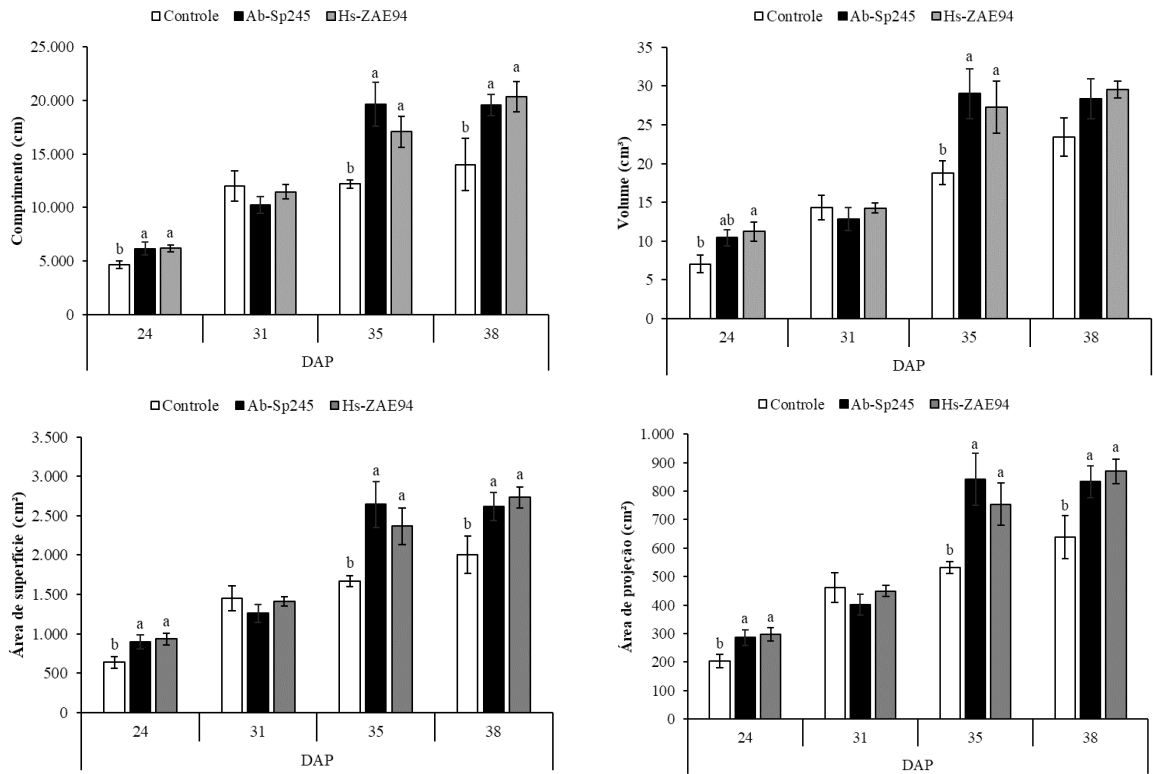 Controle Ab-Sp245 Hs-ZAE94
Comprimento (cm)
25.000
20.000
15.000
10.000
5.000
0
b a a
b a a
b a a
24 31 35 38
DAP
Controle Ab-Sp245 Hs-ZAE94
Volume (cm³)
35
30
25
20
15
10
5
0
b ab a
b a a
24 31 35 38
DAP
Controle Ab-Sp245 Hs-ZAE94
Área de superfície (cm²)
3.500
3.000
2.500
2.000
1.500
1.000
500
0
b a a
b a a
b a a
24 31 35 38
DAP
Controle Ab-Sp245 Hs-ZAE94
Área de projeção (cm²)
1.000
900
800
700
600
500
400
300
200
100
0
b a a
b a a
b a a
24 31 35 38
DAP